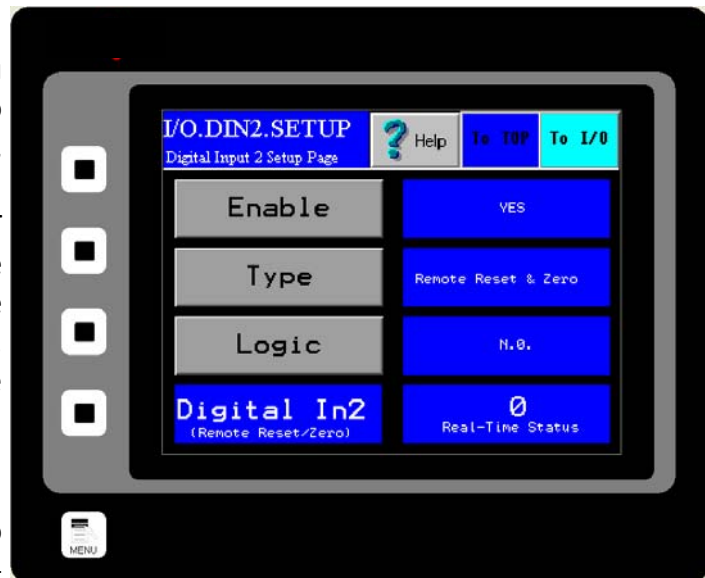 I/O.DIN2.SETUP
Digital Input 2 Setup Page
Help
To TOP
To I/O
Enable
YES
Type
Remote Reset & Zero
Logic
N.O.
Digital In2
(Remote Reset/Zero)
0
Real-Time Status
MENU